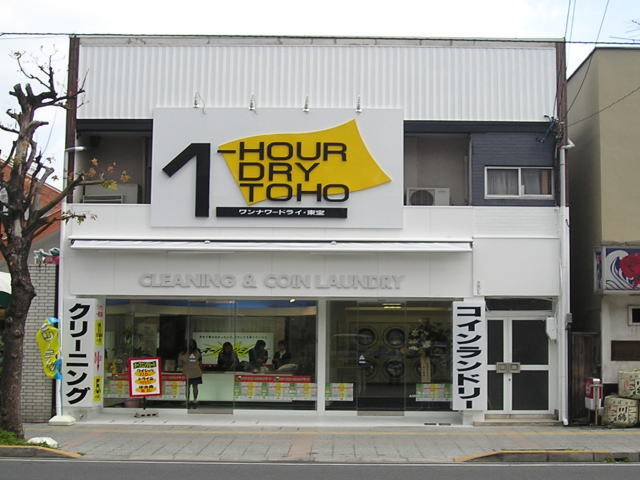 1-HOUR
DRY
TOHO
ワンナワードライ・東宝
CLEANING & COIN LAUNDRY
クリーニング
コインランドリー